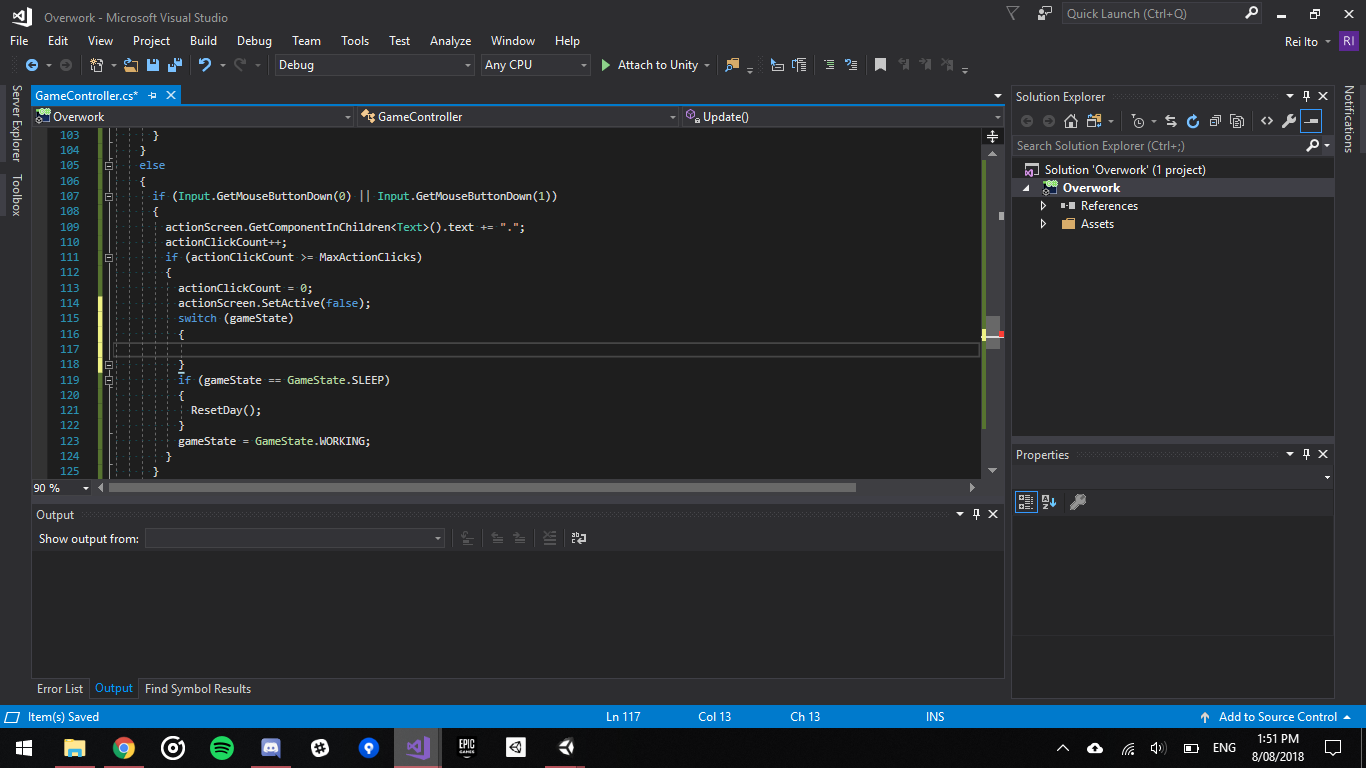 Overwork - Microsoft Visual Studio
Quick Launch (Ctrl+Q)
File Edit View Project Build Debug Team Tools Test Analyze Window Help
Rei Ito RI
Debug Any CPU Attach to Unity
Server Explorer
Toolbox
GameController.cs*
Overwork GameController Update()
103 }
104 }
105 else
106 {
107 if (Input.GetMouseButtonDown(0) || Input.GetMouseButtonDown(1))
108 {
109 actionScreen.GetComponentInChildren<Text>().text += ".";
110 actionClickCount++;
111 if (actionClickCount >= MaxActionClicks)
112 {
113 actionClickCount = 0;
114 actionScreen.SetActive(false);
115 switch (gameState)
116 {
117
118 }
119 if (gameState == GameState.SLEEP)
120 {
121 ResetDay();
122 }
123 gameState = GameState.WORKING;
124 }
125 }
90 %
Output
Show output from:
Error List Output Find Symbol Results
Solution Explorer
Search Solution Explorer (Ctrl+;)
Solution 'Overwork' (1 project)
Overwork
References
Assets
Properties
Notifications
Item(s) Saved Ln 117 Col 13 Ch 13 INS Add to Source Control
EPIC GAMES
ENG
1:51 PM
8/08/2018